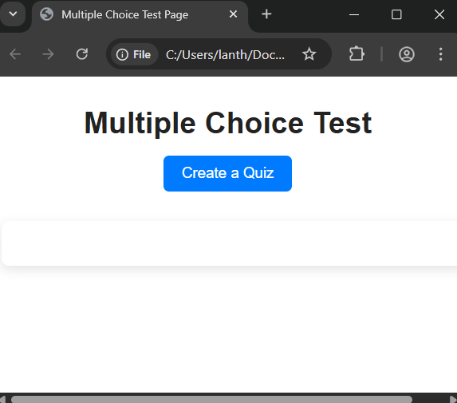 Multiple Choice Test Page
File
C:/Users/lanth/Doc...
Multiple Choice Test
Create a Quiz